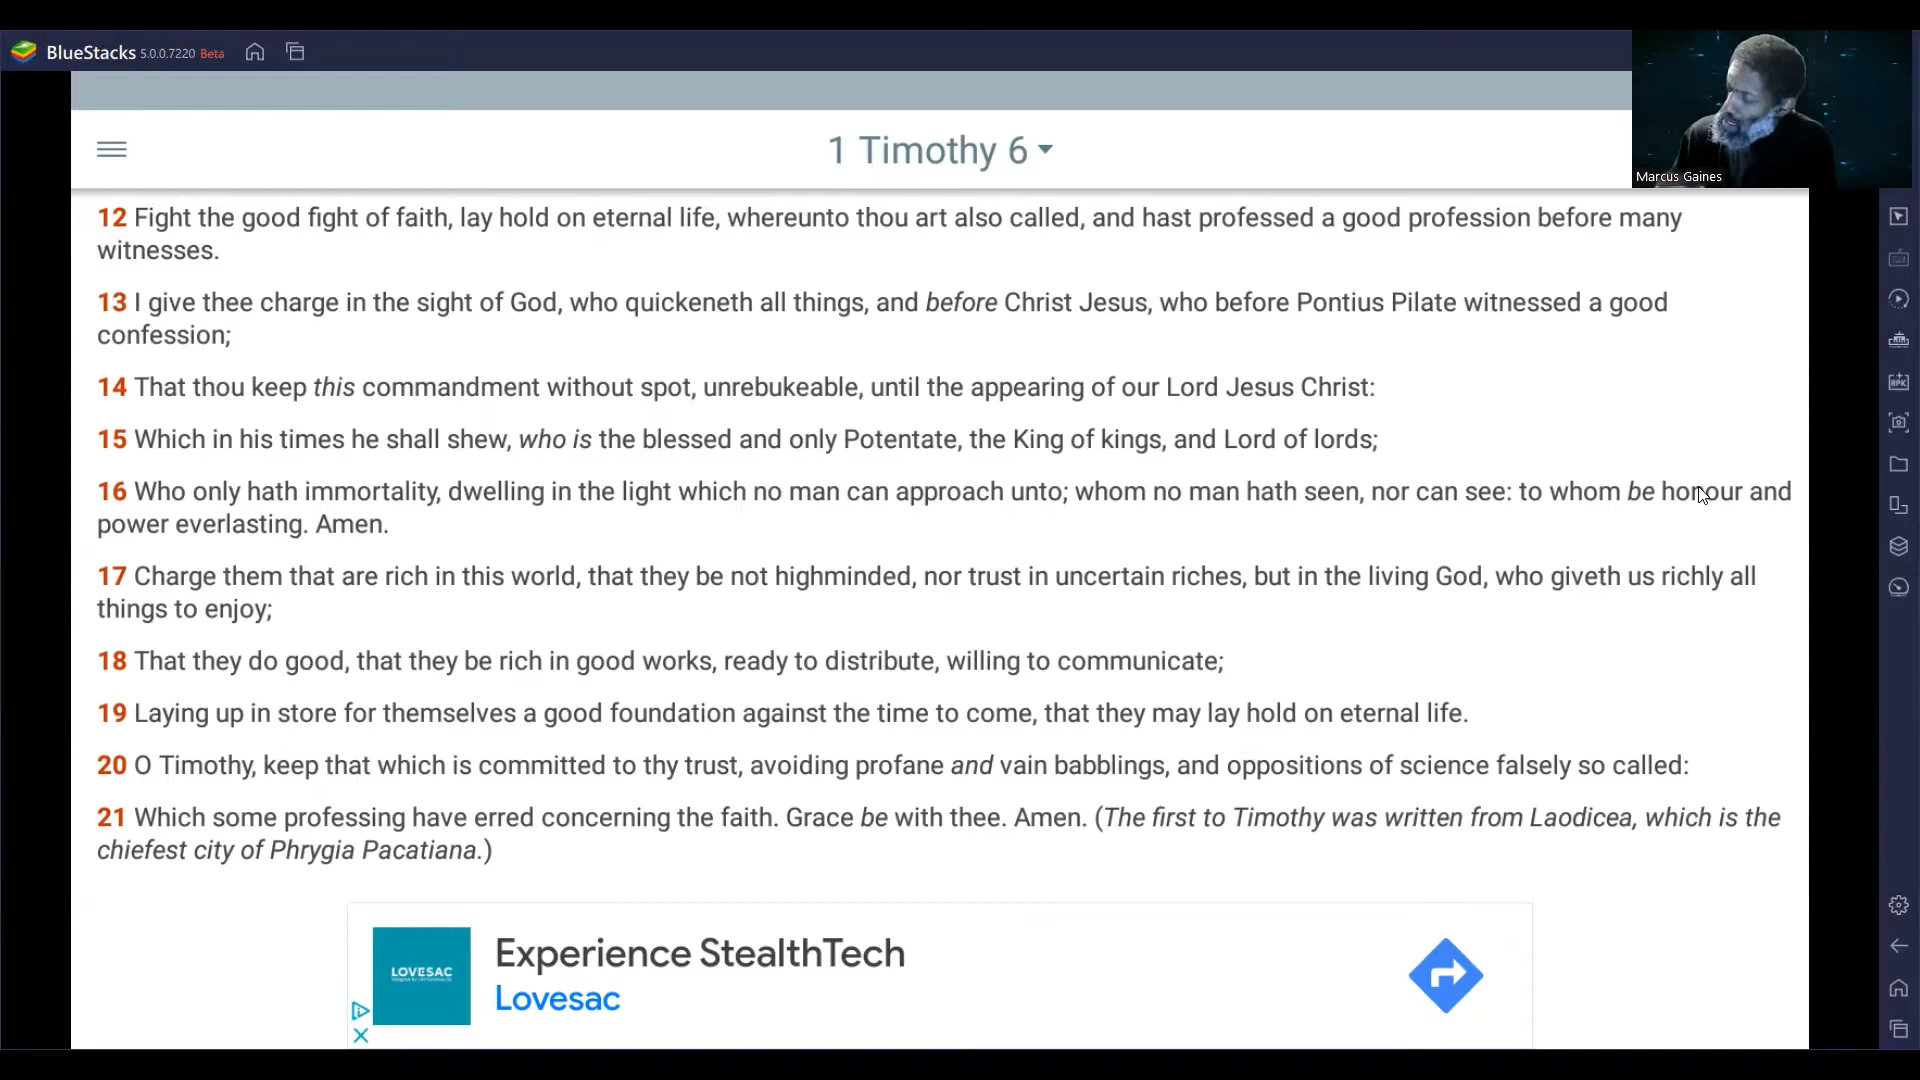 BlueStacks 5.0.0.7220 Beta
1 Timothy 6
Marcus Gaines
12 Fight the good fight of faith, lay hold on eternal life, whereunto thou art also called, and hast professed a good profession before many
witnesses.
13 I give thee charge in the sight of God, who quickeneth all things, and before Christ Jesus, who before Pontius Pilate witnessed a good
confession;
14 That thou keep this commandment without spot, unrebukeable, until the appearing of our Lord Jesus Christ:
15 Which in his times he shall shew, who is the blessed and only Potentate, the King of kings, and Lord of lords;
16 Who only hath immortality, dwelling in the light which no man can approach unto; whom no man hath seen, nor can see: to whom be honour and
power everlasting. Amen.
17 Charge them that are rich in this world, that they be not highminded, nor trust in uncertain riches, but in the living God, who giveth us richly all
things to enjoy;
18 That they do good, that they be rich in good works, ready to distribute, willing to communicate;
19 Laying up in store for themselves a good foundation against the time to come, that they may lay hold on eternal life.
20 O Timothy, keep that which is committed to thy trust, avoiding profane and vain babblings, and oppositions of science falsely so called:
21 Which some professing have erred concerning the faith. Grace be with thee. Amen. (The first to Timothy was written from Laodicea, which is the
chiefest city of Phrygia Pacatiana.)
LOVESAC
Experience StealthTech
Lovesac